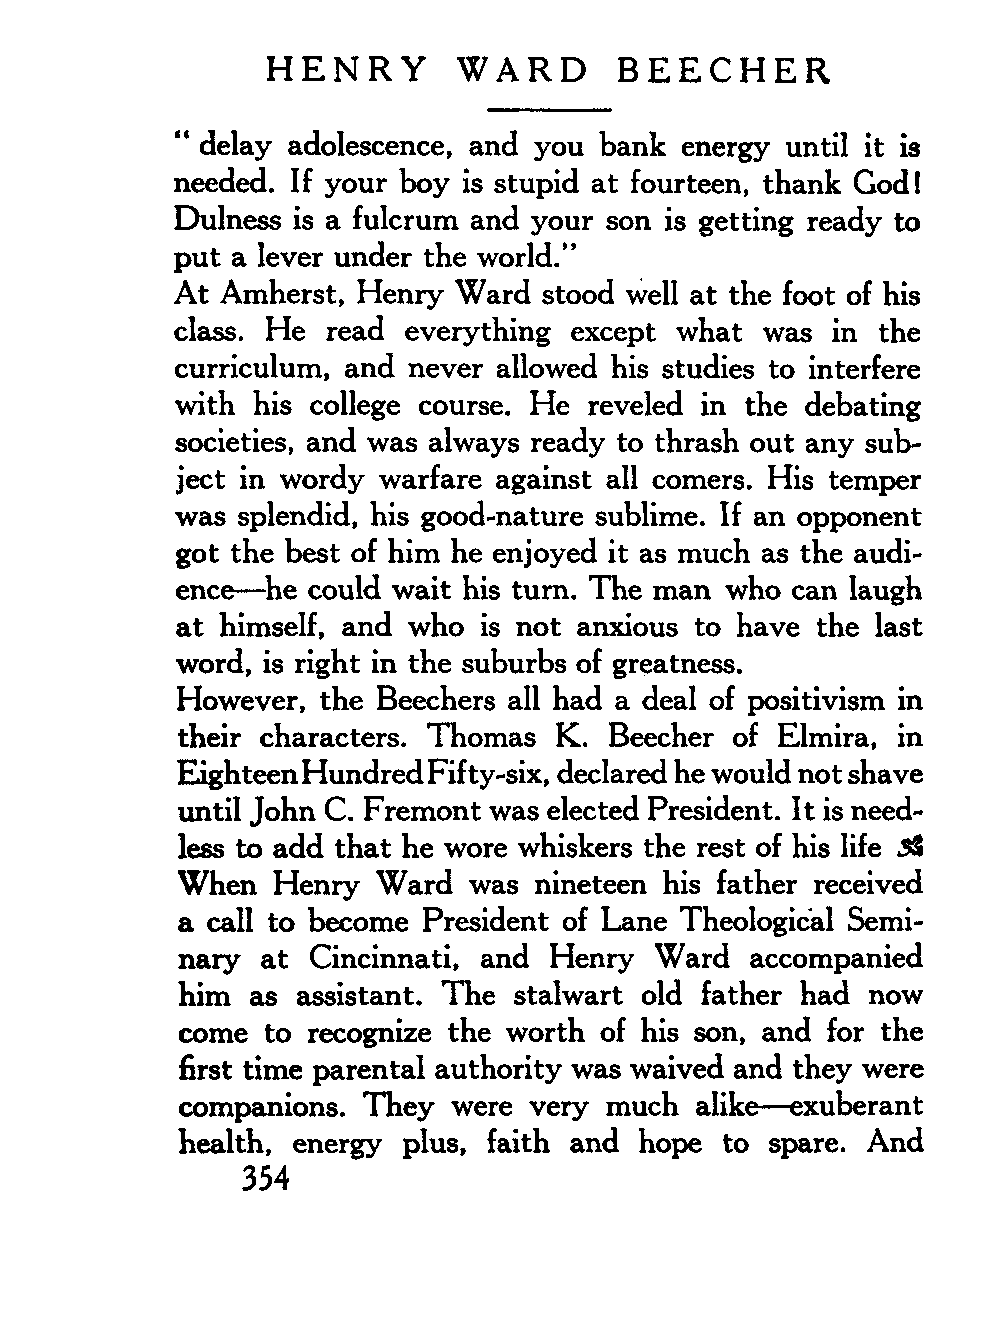 HENRY WARD BEECHER
“ delay adolescence, and you bank energy until it is
needed. If your boy is stupid at fourteen, thank God!
Dulness is a fulcrum and your son is getting ready to
put a lever under the world.”
At Amherst, Henry Ward stood well at the foot of his
class. He read everything except what was in the
curriculum, and never allowed his studies to interfere
with his college course. He reveled in the debating
societies, and was always ready to thrash out any sub-
ject in wordy warfare against all comers. His temper
was splendid, his good-nature sublime. If an opponent
got the best of him he enjoyed it as much as the audi-
ence—he could wait his turn. The man who can laugh
at himself, and who is not anxious to have the last
word, is right in the suburbs of greatness.
However, the Beechers all had a deal of positivism in
their characters. Thomas K. Beecher of Elmira, in
Eighteen Hundred Fifty-six, declared he would not shave
until John C. Fremont was elected President. It is need-
less to add that he wore whiskers the rest of his life
When Henry Ward was nineteen his father received
a call to become President of Lane Theological Semi-
nary at Cincinnati, and Henry Ward accompanied
him as assistant. The stalwart old father had now
come to recognize the worth of his son, and for the
first time parental authority was waived and they were
companions. They were very much alike—exuberant
health, energy plus, faith and hope to spare. And
354